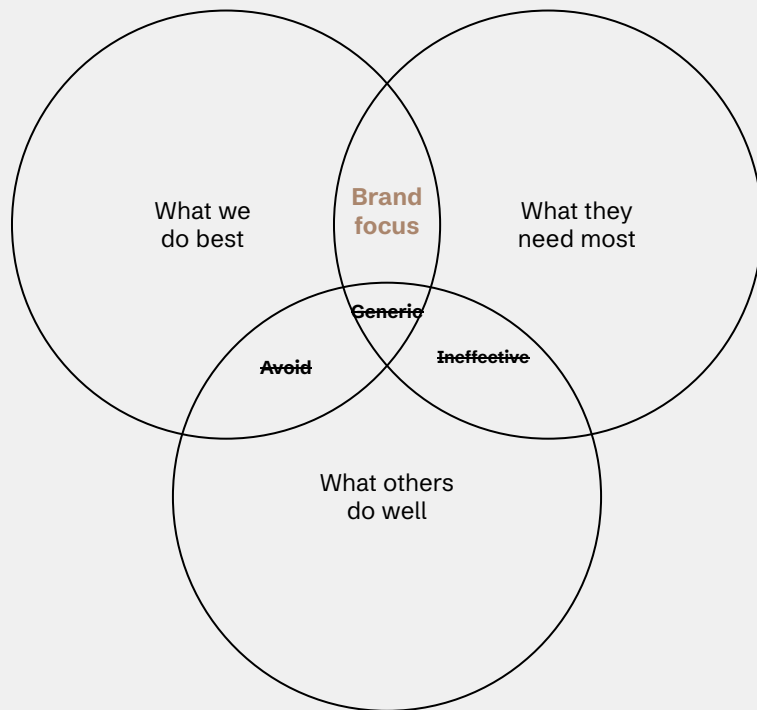 Brand
focus
What we
do best
What they
need most
Generic
Avoid
Ineffective
What others
do well